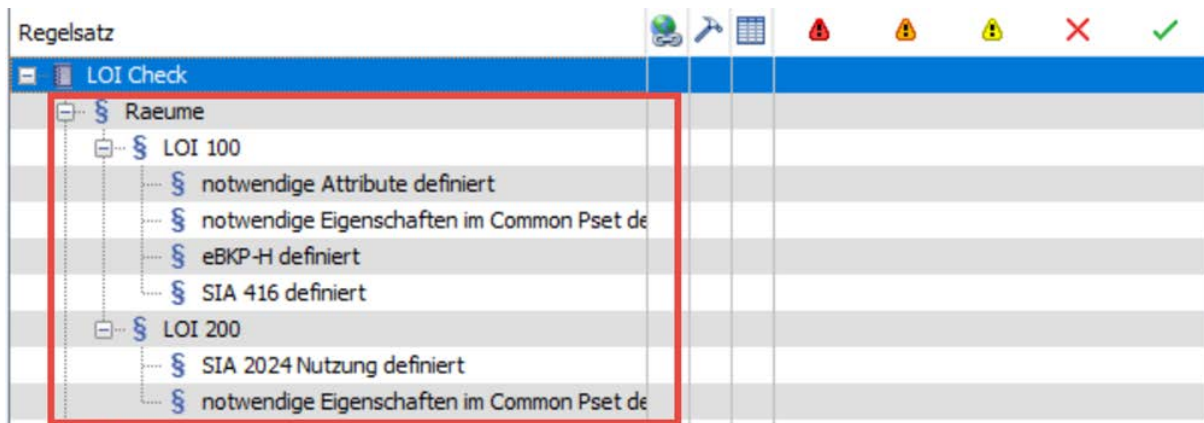 Regelsatz
LOI Check
§ Raeume
§ LOI 100
§ notwendige Attribute definiert
§ notwendige Eigenschaften im Common Pset de
§ eBKP-H definiert
§ SIA 416 definiert
§ LOI 200
§ SIA 2024 Nutzung definiert
§ notwendige Eigenschaften im Common Pset de